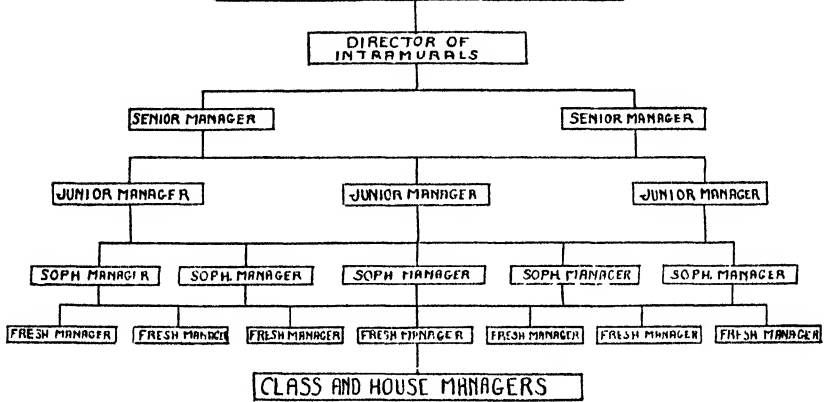 DIRECTOR OF
INTRAMURALS
SENIOR MANAGER
SENIOR MANAGER
JUNIOR MANAGER
JUNIOR MANAGER
JUNIOR MANAGER
SOPH MANAGER
SOPH. MANAGER
SOPH MANAGER
SOPH MANAGER
SOPH. MANAGER
FRESH MANAGER
FRESH MANAGER
FRESH MANAGER
FRESH MANAGER
FRESH MANAGER
FRESH MANAGER
FRESH MANAGER
CLASS AND HOUSE MANAGERS